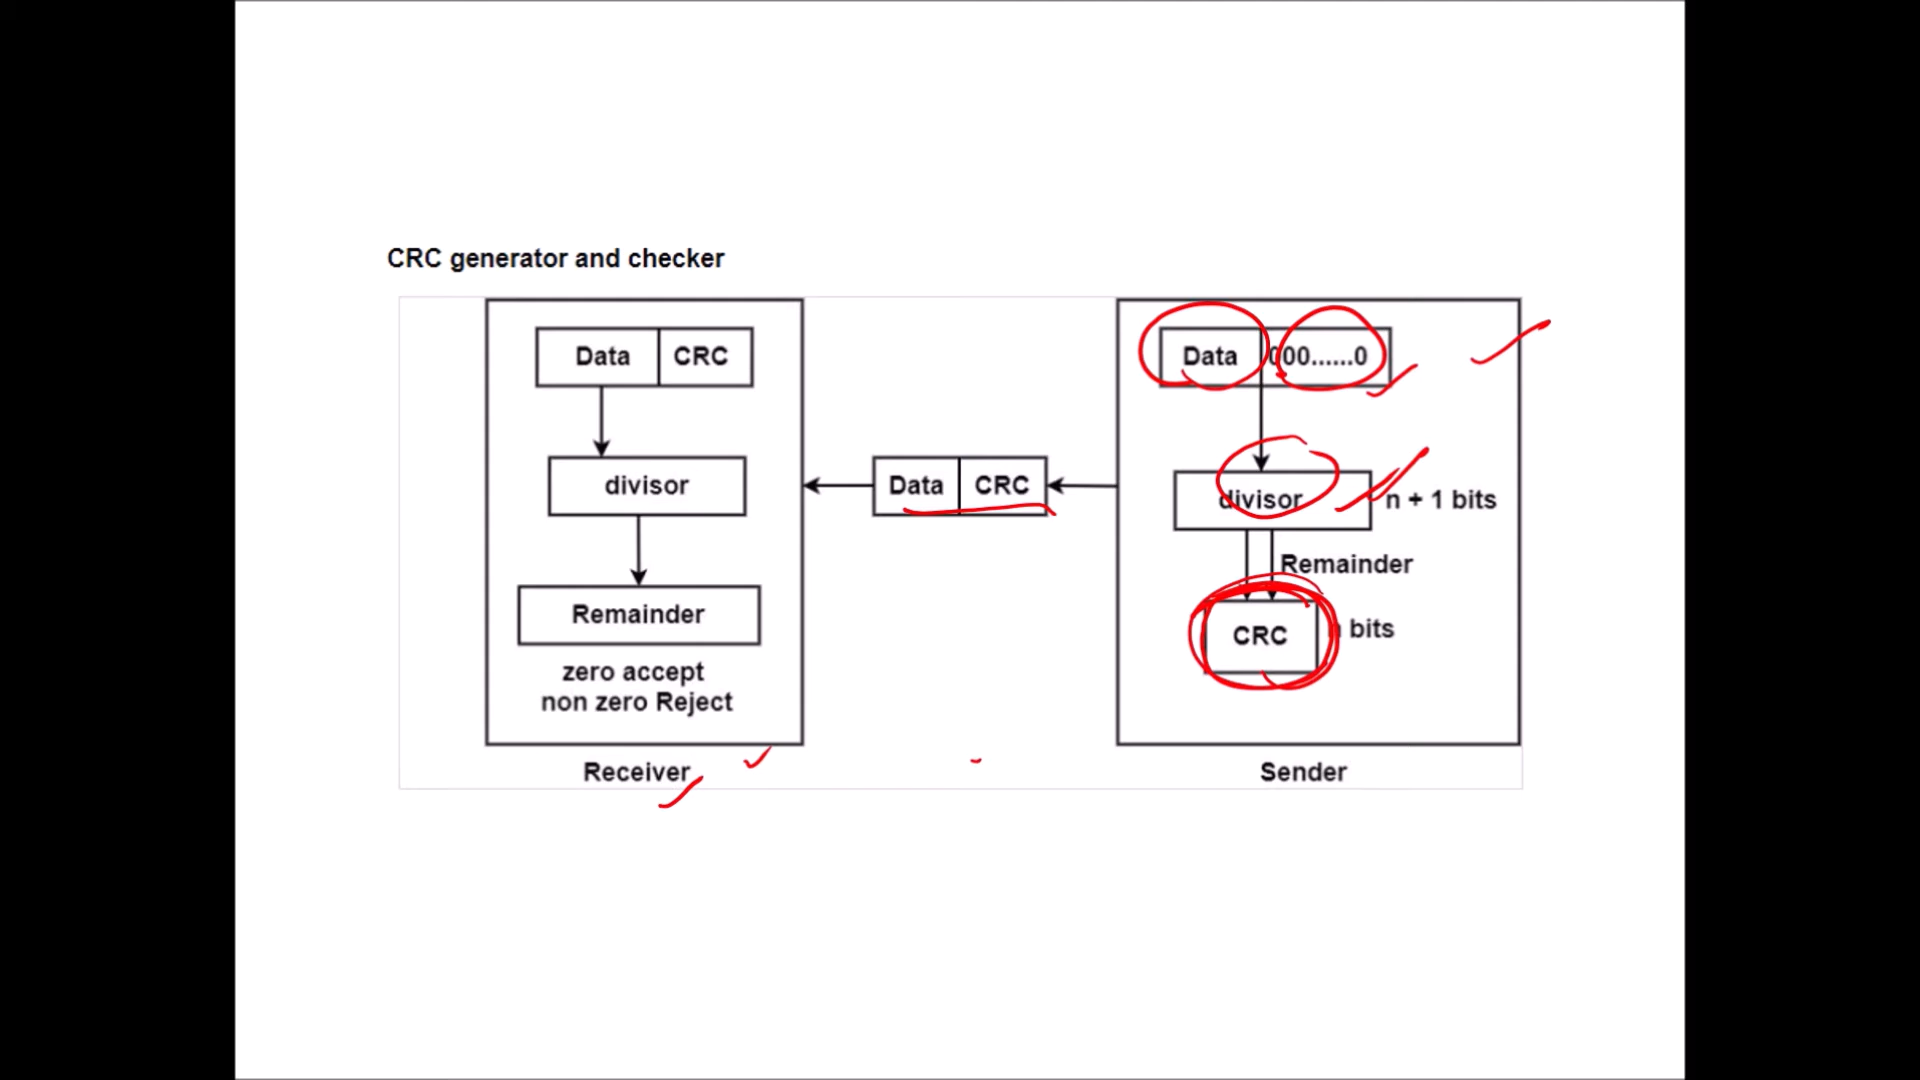 CRC generator and checker
Data CRC
divisor
Remainder
zero accept
non zero Reject
Receiver
Data CRC
Data 000......0
divisor n + 1 bits
Remainder
CRC n bits
Sender